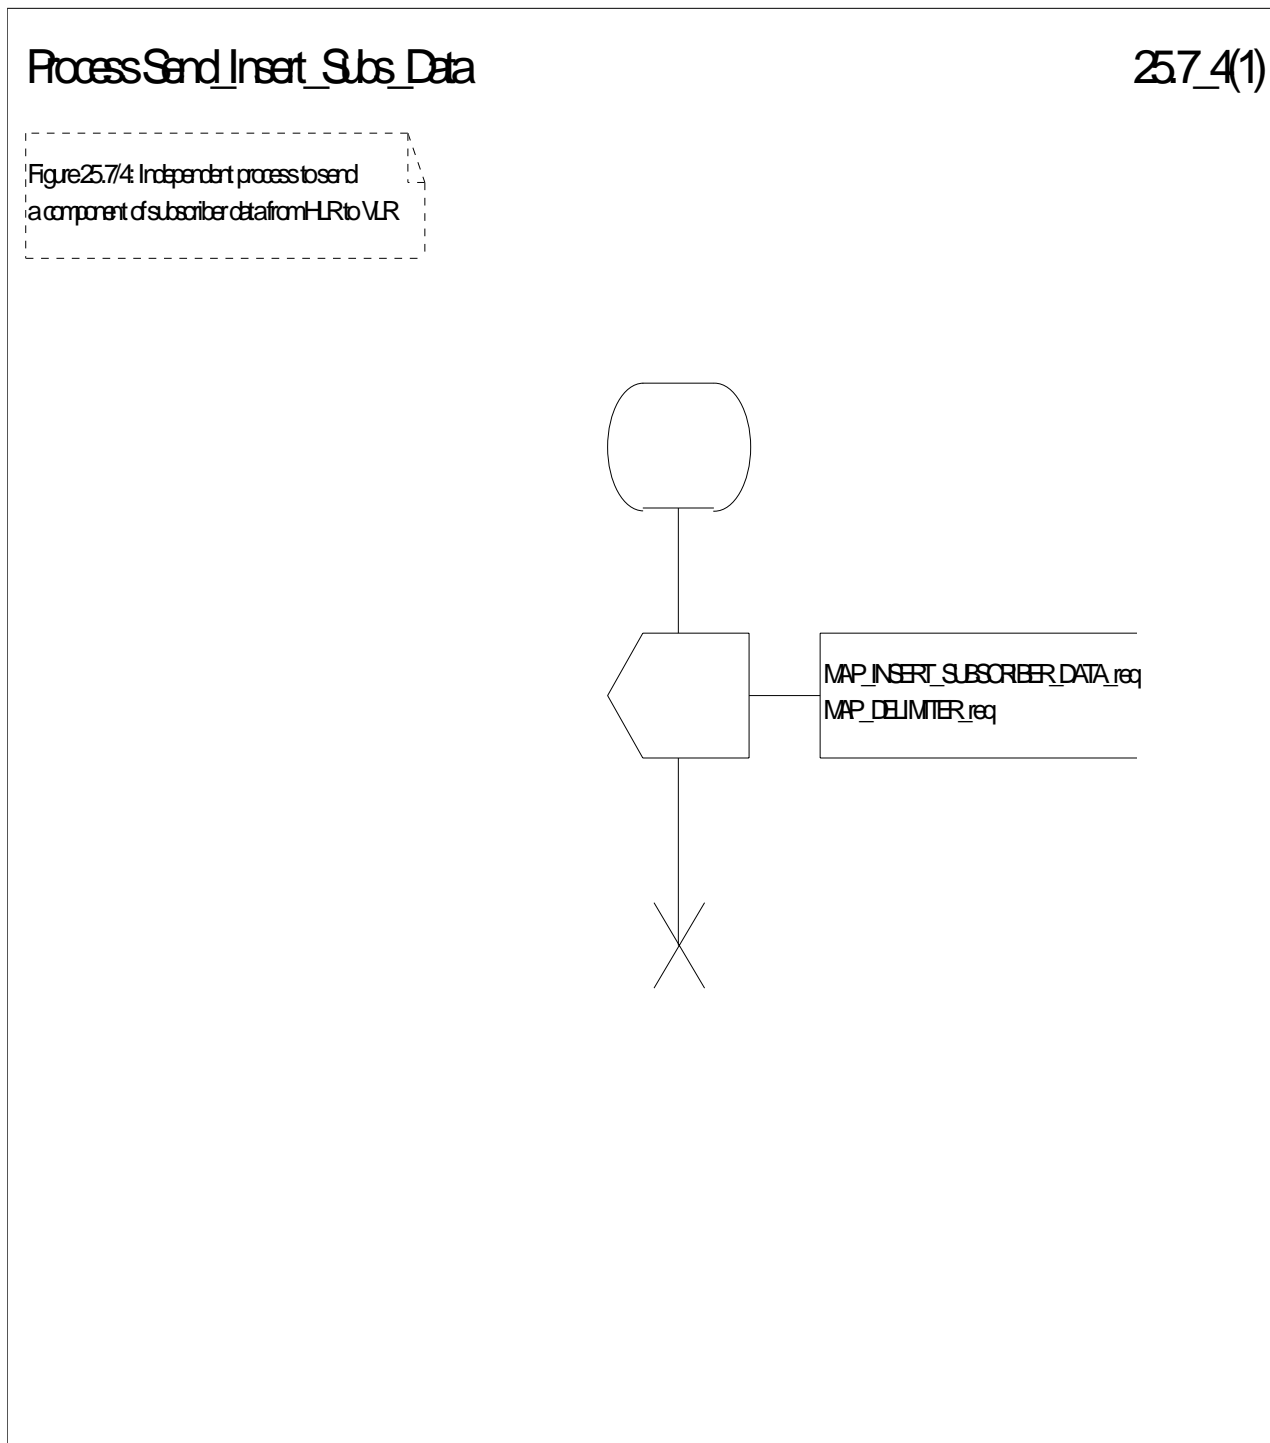 Process Send_Insert_Subs_Data
25.7_4(1)
Figure 25.7/4: Independent process to send
a component of subscriber data from HLR to VLR
MAP_INSERT_SUBSCRIBER_DATA_req
MAP_DELIMITER_req